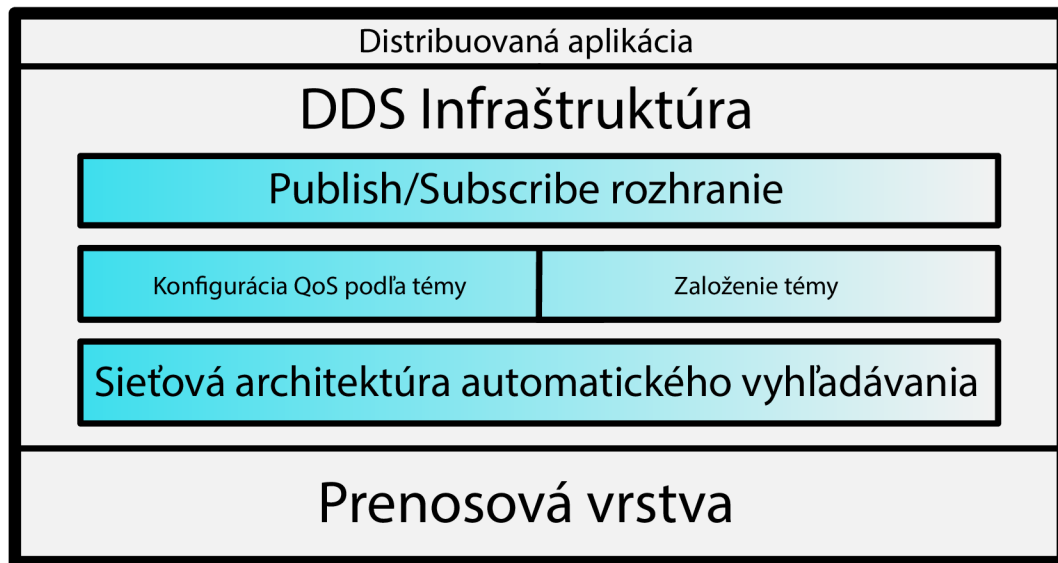 Distribuovaná aplikácia
DDS Infraštruktúra
Publish/Subscribe rozhranie
Konfigurácia QoS podľa témy
Založenie témy
Sieťová architektúra automatického vyhľadávania
Prenosová vrstva